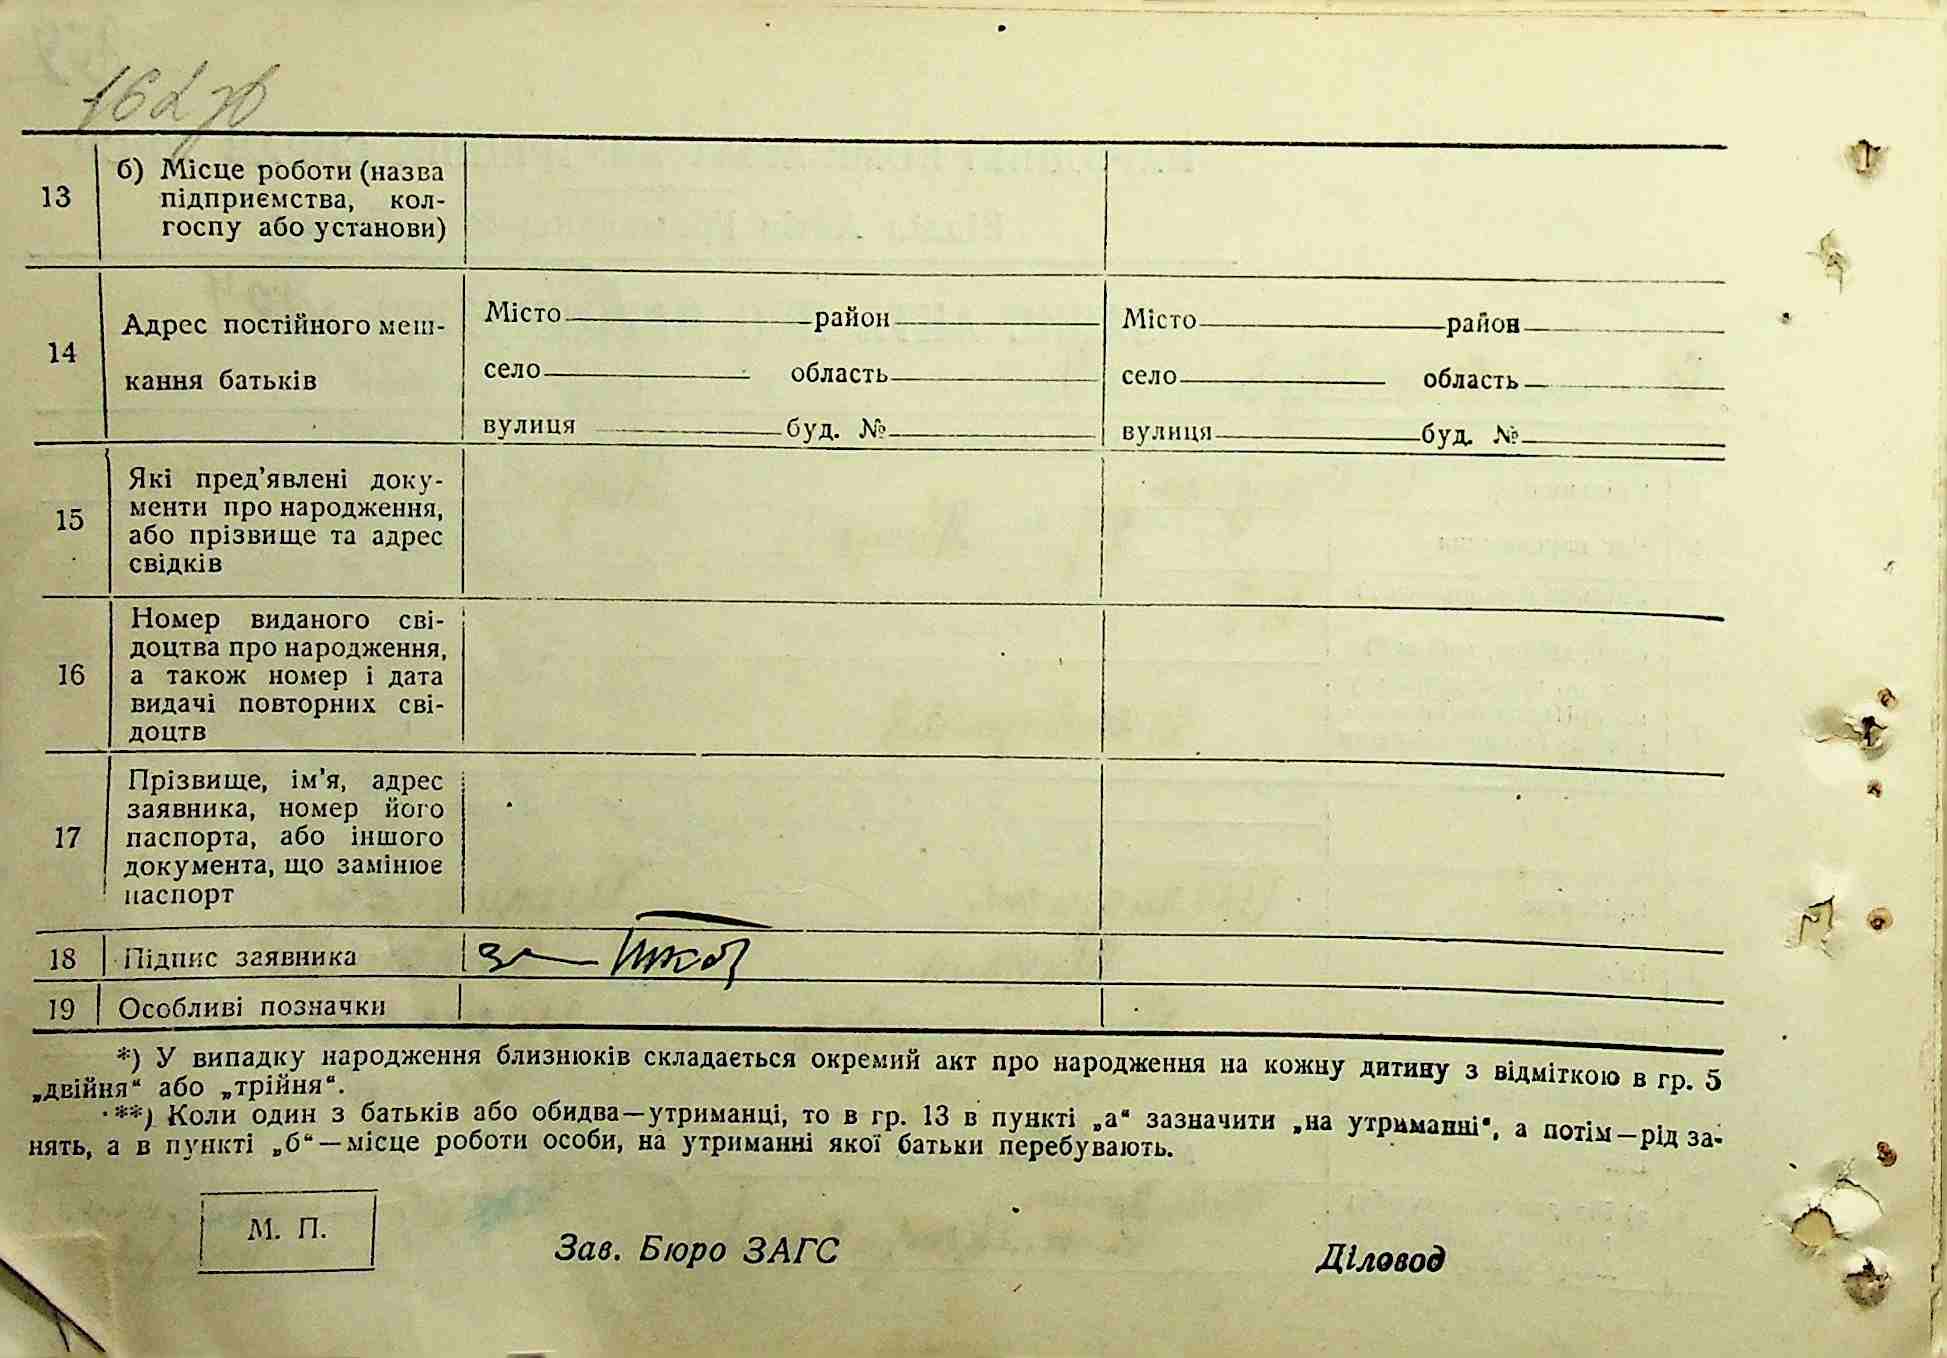 162 зв
13 б) Місце роботи (назва
підприємства, кол-
госпу або установи)
14 Адрес постійного меш-
кання батьків
Місто район Місто район
село область село область
вулиця буд. № вулиця буд. №
15 Які пред'явлені доку-
менти про народження,
або прізвище та адрес
свідків
16 Номер виданого сві-
доцтва про народження,
а також номер і дата
видачі повторних сві-
доцтв
17 Прізвище, ім'я, адрес
заявника, номер його
паспорта, або іншого
документа, що замінює
паспорт
18 Підпис заявника
19 Особливі позначки
*) У випадку народження близнюків складається окремий акт про народження на кожну дитину з відміткою в гр. 5
„двійня“ або „трійня“.
**) Коли один з батьків або обидва—утриманці, то в гр. 13 в пункті „а“ зазначити „на утриманні“, а потім—рід за-
нять, а в пункті „б“—місце роботи особи, на утриманні якої батьки перебувають.
М. П.
Зав. Бюро ЗАГС Діловод